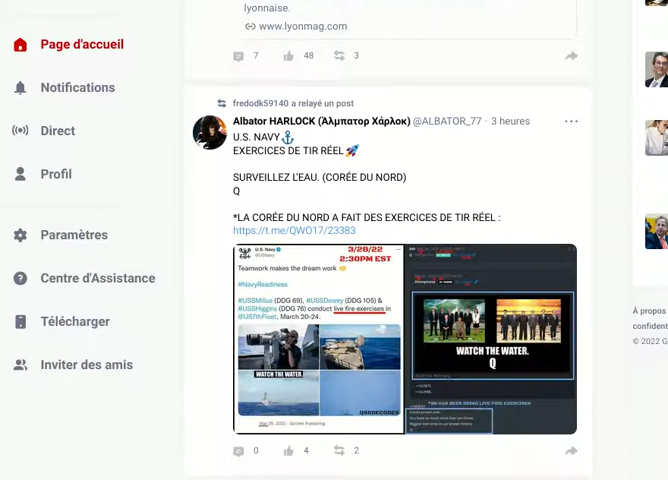 lyonnaise.
www.lyonmag.com
7 48 3
Page d'accueil
Notifications
Direct
Profil
Paramètres
Centre d'Assistance
Télécharger
Inviter des amis
fredodk59140 a relayé un post
Albator HARLOCK (Άλμπατορ Χάρλοκ) @ALBATOR_77 · 3 heures
U.S. NAVY
EXERCICES DE TIR RÉEL
SURVEILLEZ L'EAU. (CORÉE DU NORD)
Q
*LA CORÉE DU NORD A FAIT DES EXERCICES DE TIR RÉEL :
https://t.me/QWO17/23383
U.S. Navy
@USNavy
3/28/22
2:30PM EST
Teamwork makes the dream work
#NavyReadiness
#USSMilius (DDG 69), #USSDewey (DDG 105) &
#USSHiggins (DDG 76) conduct live fire exercises in
@US7thFleet, March 20-24.
WATCH THE WATER.
QSRDECODES
Anonymous
WATCH THE WATER.
Q
0 4 2
À propos
confident
© 2022 G